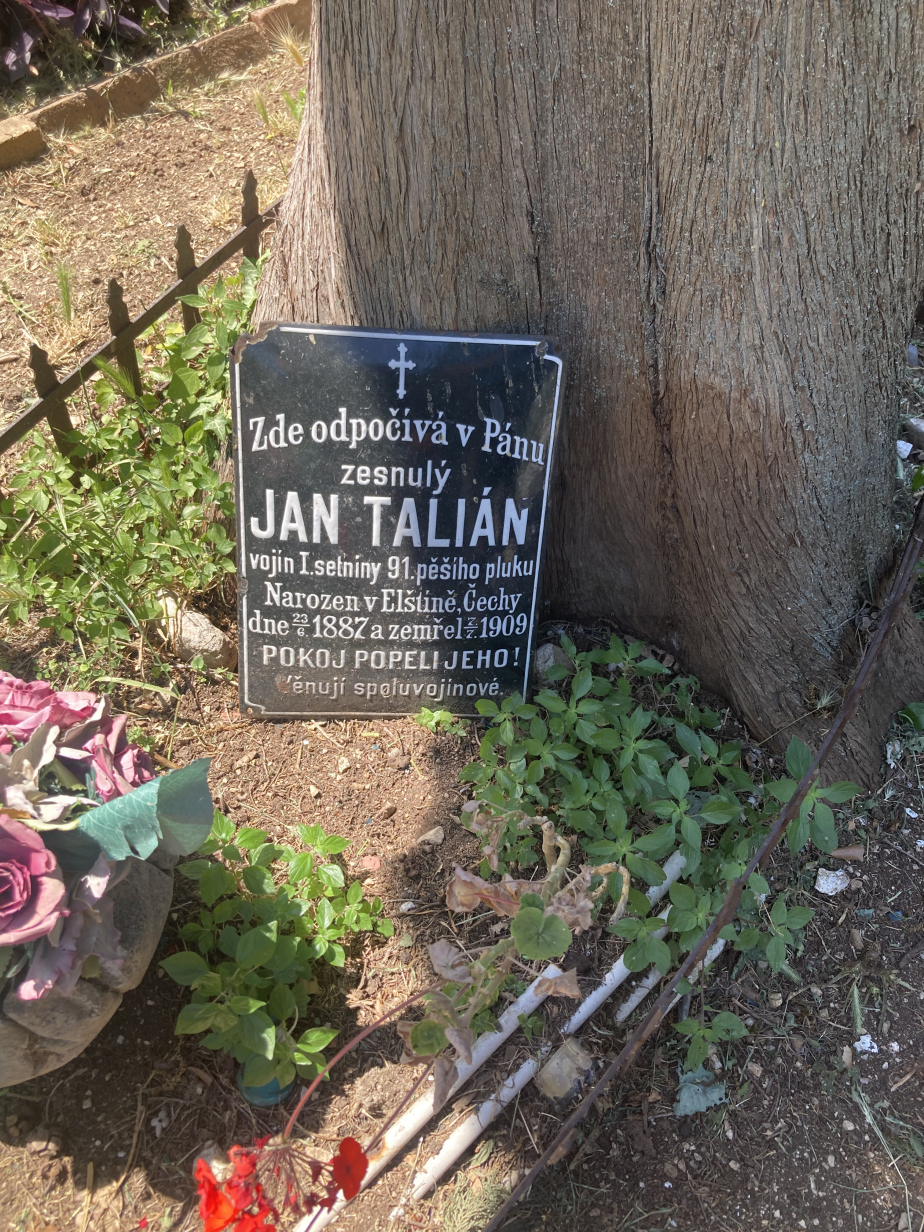 Zde odpočívá v Pánu
zesnulý
JAN TALIÁN
vojín I. setniny 91. pěšího pluku
Narozen v Elštině, Čechy
dne 23/6. 1887 a zemřel 7/7. 1909
POKOJ POPELI JEHO!
Věnují spoluvojínové.